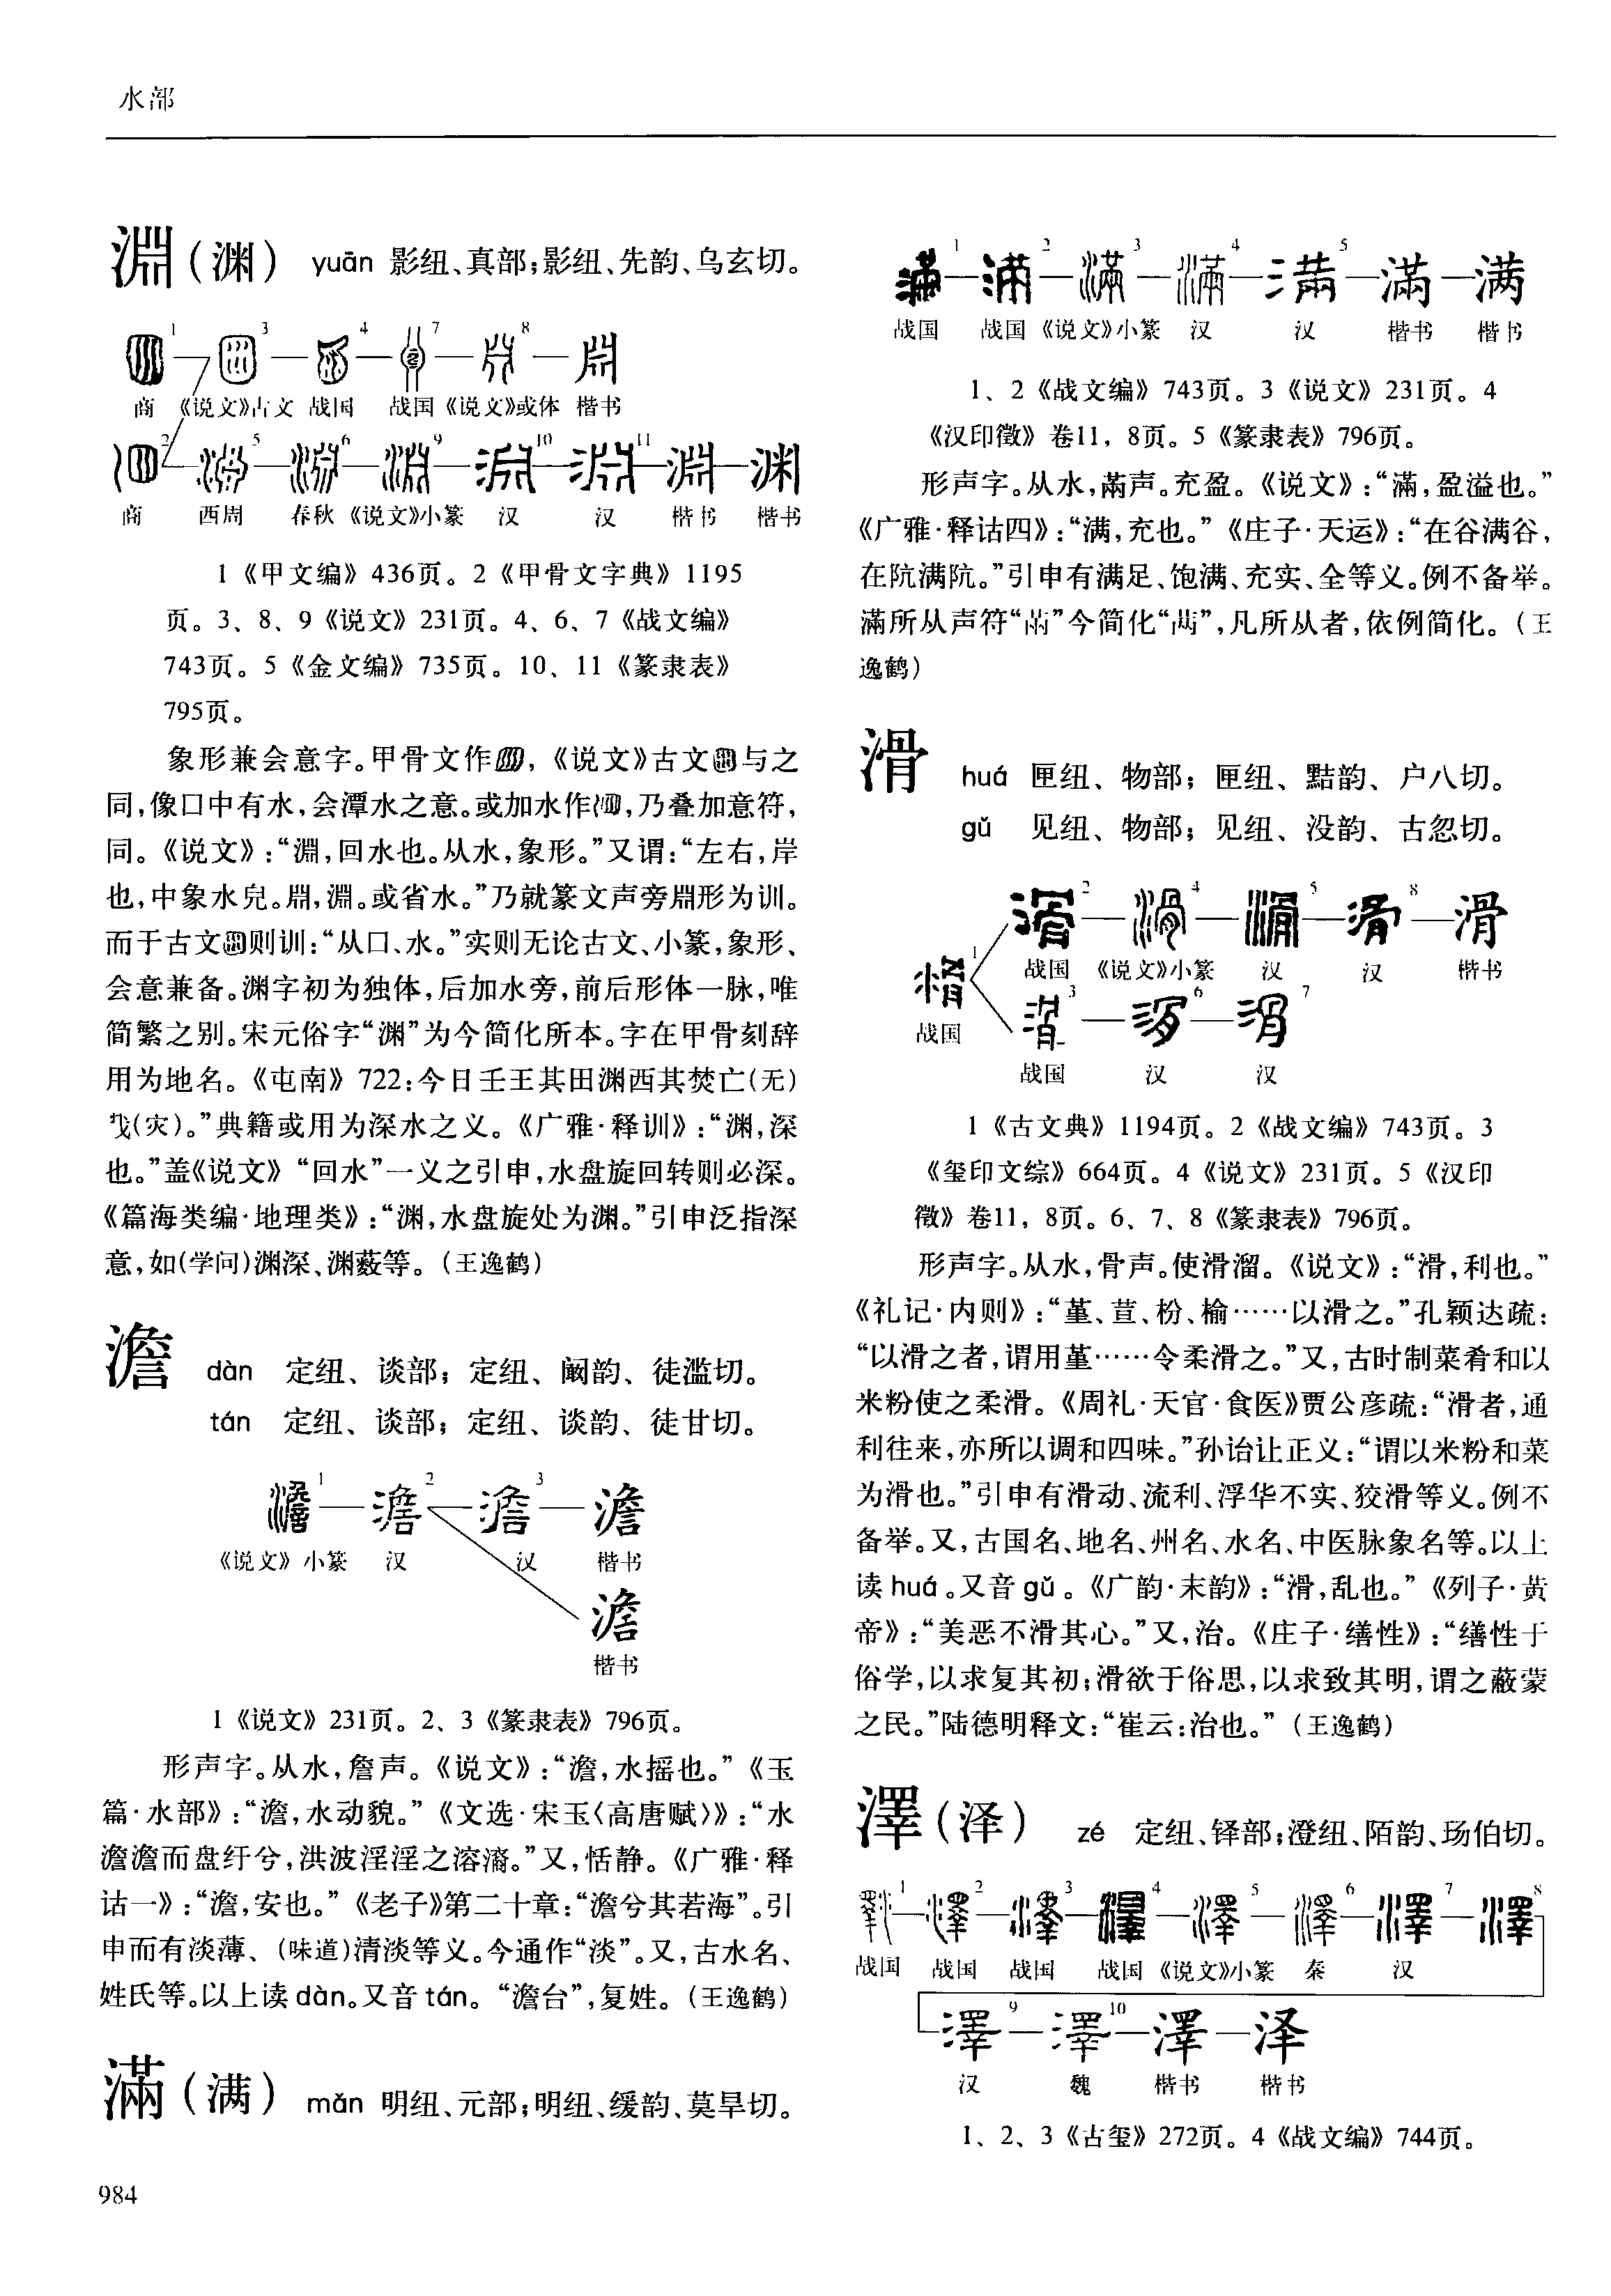 水部
淵（渊） yuān 影纽、真部；影纽、先韵、乌玄切。
1 3 4 7 8 𣶒
商 《说文》古文 战国 战国 《说文》或体 楷书
2 5 6 9 10 11 淵 渊
商 西周 春秋 《说文》小篆 汉 汉 楷书 楷书
1《甲文编》436页。2《甲骨文字典》1195
页。3、8、9《说文》231页。4、6、7《战文编》
743页。5《金文编》735页。10、11《篆隶表》
795页。
象形兼会意字。甲骨文作，《说文》古文与之
同，像口中有水，会潭水之意。或加水作，乃叠加意符，
同。《说文》：“淵，回水也。从水，象形。”又谓：“左右，岸
也，中象水皃。𣶒，淵。或省水。”乃就篆文声旁𣶒形为训。
而于古文则训：“从口、水。”实则无论古文、小篆，象形、
会意兼备。渊字初为独体，后加水旁，前后形体一脉，唯
简繁之别。宋元俗字“渊”为今简化所本。字在甲骨刻辞
用为地名。《屯南》722：今日壬王其田渊西其焚亡(无)
(灾)。”典籍或用为深水之义。《广雅·释训》：“渊，深
也。”盖《说文》“回水”一义之引申，水盘旋回转则必深。
《篇海类编·地理类》：“渊，水盘旋处为渊。”引申泛指深
意，如(学问)渊深、渊薮等。（王逸鹤）
澹 dàn 定纽、谈部；定纽、阚韵、徒滥切。
tán 定纽、谈部；定纽、谈韵、徒甘切。
1 2 3 澹
《说文》小篆 汉 汉 楷书
澹
楷书
1《说文》231页。2、3《篆隶表》796页。
形声字。从水，詹声。《说文》：“澹，水摇也。”《玉
篇·水部》：“澹，水动貌。”《文选·宋玉〈高唐赋〉》：“水
澹澹而盘纡兮，洪波淫淫之溶㵝。”又，恬静。《广雅·释
诂一》：“澹，安也。”《老子》第二十章：“澹兮其若海”。引
申而有淡薄、(味道)清淡等义。今通作“淡”。又，古水名、
姓氏等。以上读 dàn。又音 tán。“澹台”，复姓。（王逸鹤）
滿（满） mǎn 明纽、元部；明纽、缓韵、莫旱切。
984
1 2 3 4 5 滿 满
战国 战国 《说文》小篆 汉 汉 楷书 楷书
1、2《战文编》743页。3《说文》231页。4
《汉印徵》卷11，8页。5《篆隶表》796页。
形声字。从水，㒼声。充盈。《说文》：“滿，盈溢也。”
《广雅·释诂四》：“满，充也。”《庄子·天运》：“在谷满谷，
在阬满阬。”引申有满足、饱满、充实、全等义。例不备举。
滿所从声符“㒼”今简化“”，凡所从者，依例简化。（王
逸鹤）
滑 huá 匣纽、物部；匣纽、黠韵、户八切。
gǔ 见纽、物部；见纽、没韵、古忽切。
2 4 5 8 滑
战国 《说文》小篆 汉 汉 楷书
1
战国
3 6 7
战国 汉 汉
1《古文典》1194页。2《战文编》743页。3
《玺印文综》664页。4《说文》231页。5《汉印
徵》卷11，8页。6、7、8《篆隶表》796页。
形声字。从水，骨声。使滑溜。《说文》：“滑，利也。”
《礼记·内则》：“堇、荁、枌、榆……以滑之。”孔颖达疏：
“以滑之者，谓用堇……令柔滑之。”又，古时制菜肴和以
米粉使之柔滑。《周礼·天官·食医》贾公彦疏：“滑者，通
利往来，亦所以调和四味。”孙诒让正义：“谓以米粉和菜
为滑也。”引申有滑动、流利、浮华不实、狡滑等义。例不
备举。又，古国名、地名、州名、水名、中医脉象名等。以上
读 huá。又音 gǔ。《广韵·末韵》：“滑，乱也。”《列子·黄
帝》：“美恶不滑其心。”又，治。《庄子·缮性》：“缮性于
俗学，以求复其初；滑欲于俗思，以求致其明，谓之蔽蒙
之民。”陆德明释文：“崔云：治也。”（王逸鹤）
澤（泽） zé 定纽、铎部；澄纽、陌韵、场伯切。
1 2 3 4 5 6 7 8
战国 战国 战国 战国 《说文》小篆 秦 汉
9 10 澤 泽
汉 魏 楷书 楷书
1、2、3《古玺》272页。4《战文编》744页。